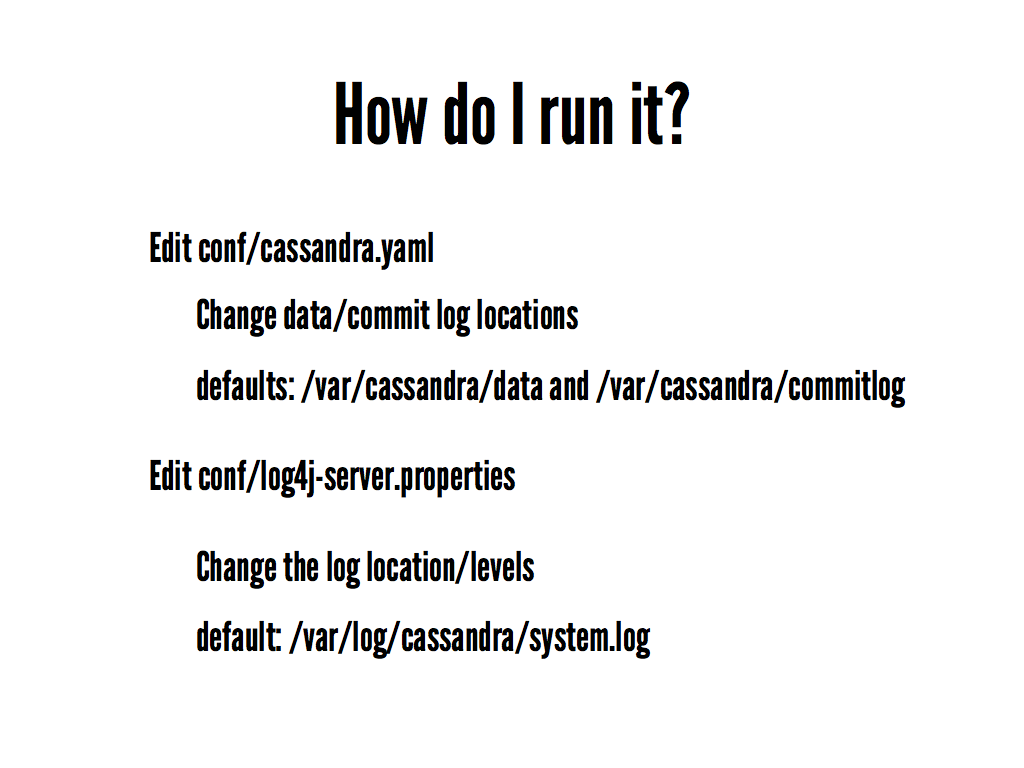 How do I run it?
Edit conf/cassandra.yaml
Change data/commit log locations
defaults: /var/cassandra/data and /var/cassandra/commitlog
Edit conf/log4j-server.properties
Change the log location/levels
default: /var/log/cassandra/system.log